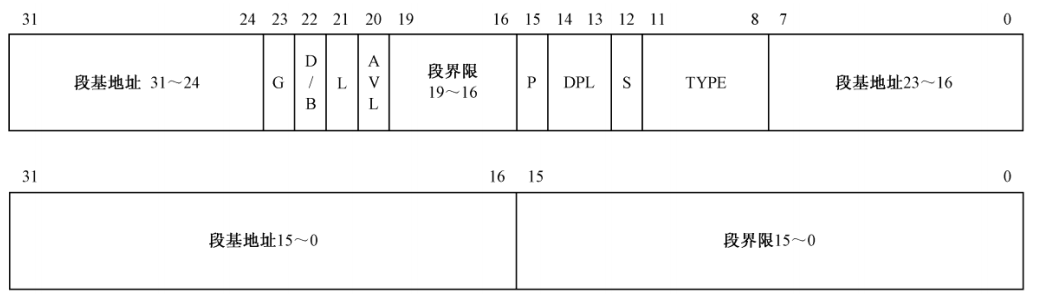 31 24 23 22 21 20 19 16 15 14 13 12 11 8 7 0
段基地址 31～24 G D/B L AVL 段界限 19～16 P DPL S TYPE 段基地址23～16
31 16 15 0
段基地址15～0 段界限15～0